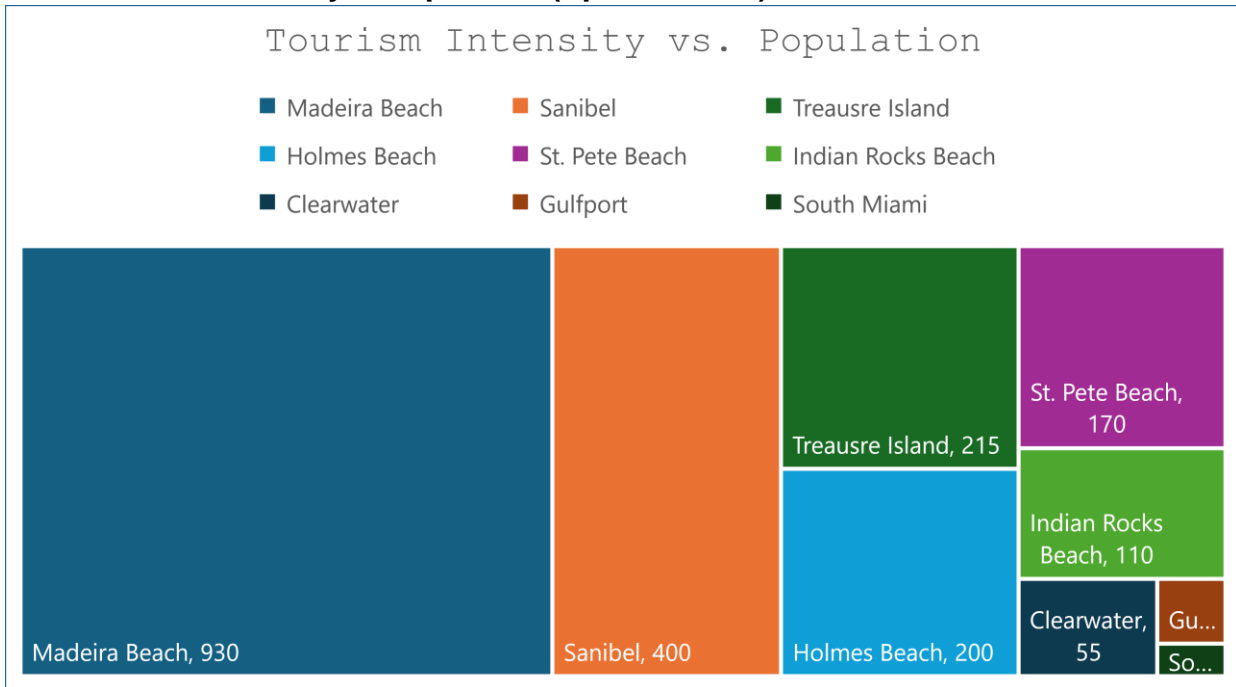 Tourism Intensity vs. Population
Madeira Beach
Sanibel
Treausre Island
Holmes Beach
St. Pete Beach
Indian Rocks Beach
Clearwater
Gulfport
South Miami
Madeira Beach, 930
Sanibel, 400
Treausre Island, 215
Holmes Beach, 200
St. Pete Beach,
170
Indian Rocks
Beach, 110
Clearwater,
55
Gu...
So...